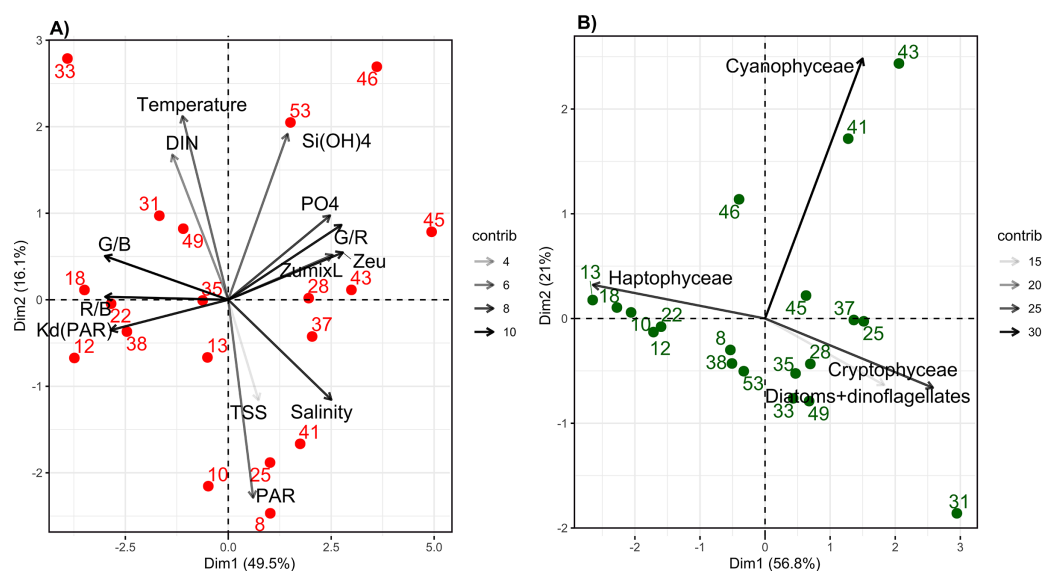 A)
3
2
1
0
-1
-2
Dim2 (16.1%)
33
46
Temperature
53
DIN
Si(OH)4
31
PO4
45
49
G/B
G/R
Zeu
ZumixL
18
35
28
43
R/B
22
Kd(PAR)
37
12
38
13
TSS
Salinity
41
10
25
PAR
8
-2.5
0.0
2.5
5.0
Dim1 (49.5%)
contrib
4
6
8
10
B)
2
1
0
-1
-2
Dim2 (21%)
43
Cyanophyceae
41
46
13
Haptophyceae
18
45
37
10
22
25
12
8
28
38
35
Cryptophyceae
53
Diatoms+dinoflagellates
33
49
31
-2
-1
0
1
2
3
Dim1 (56.8%)
contrib
15
20
25
30